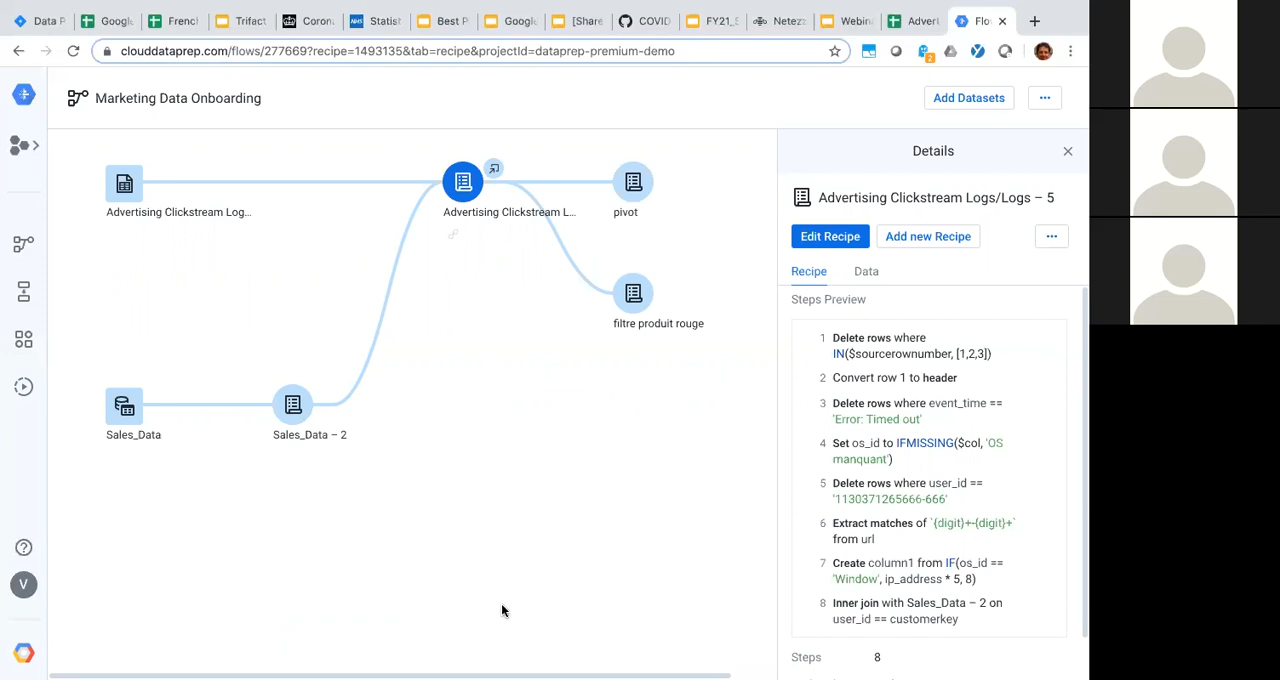 Data P
Googl
Frenc
Trifact
Coron
Statist
Best P
Google
[Share
COVID
FY21_S
Netezz
Webin
Advert
Flo
clouddataprep.com/flows/277669?recipe=1493135&tab=recipe&projectId=dataprep-premium-demo
2
Marketing Data Onboarding
Add Datasets
Details
Advertising Clickstream Log...
Advertising Clickstream L...
pivot
filtre produit rouge
Sales_Data
Sales_Data – 2
V
Advertising Clickstream Logs/Logs – 5
Edit Recipe
Add new Recipe
Recipe
Data
Steps Preview
1 Delete rows where
IN($sourcerownumber, [1,2,3])
2 Convert row 1 to header
3 Delete rows where event_time ==
'Error: Timed out'
4 Set os_id to IFMISSING($col, 'OS
manquant')
5 Delete rows where user_id ==
'1130371265666-666'
6 Extract matches of `{digit}+-{digit}+`
from url
7 Create column1 from IF(os_id ==
'Window', ip_address * 5, 8)
8 Inner join with Sales_Data – 2 on
user_id == customerkey
Steps 8